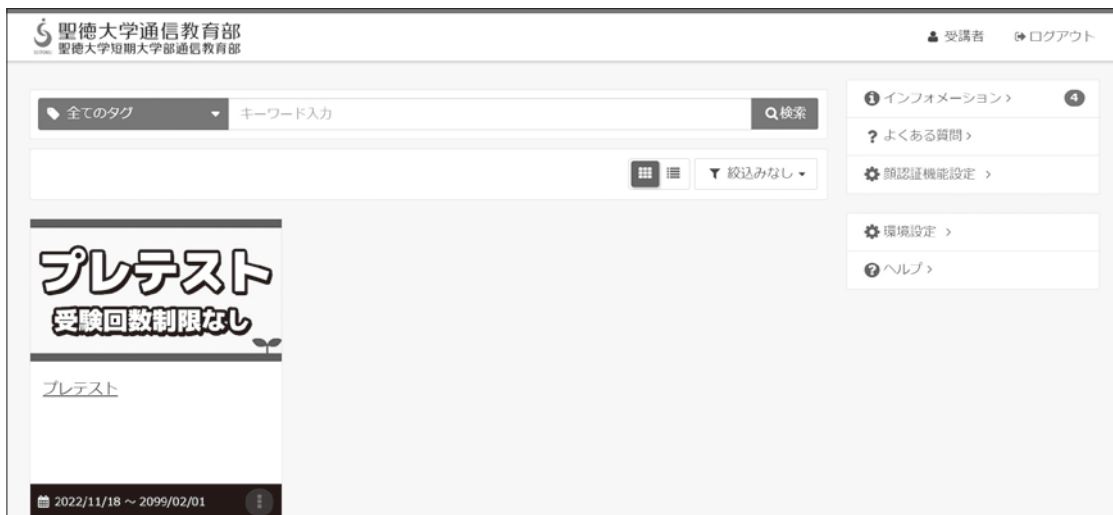 聖徳大学通信教育部
聖徳大学短期大学部通信教育部
受講者
ログアウト
全てのタグ
キーワード入力
検索
インフォメーション
4
よくある質問
顔認証機能設定
絞込みなし
環境設定
ヘルプ
プレテスト
受験回数制限なし
プレテスト
2022/11/18 ～ 2099/02/01